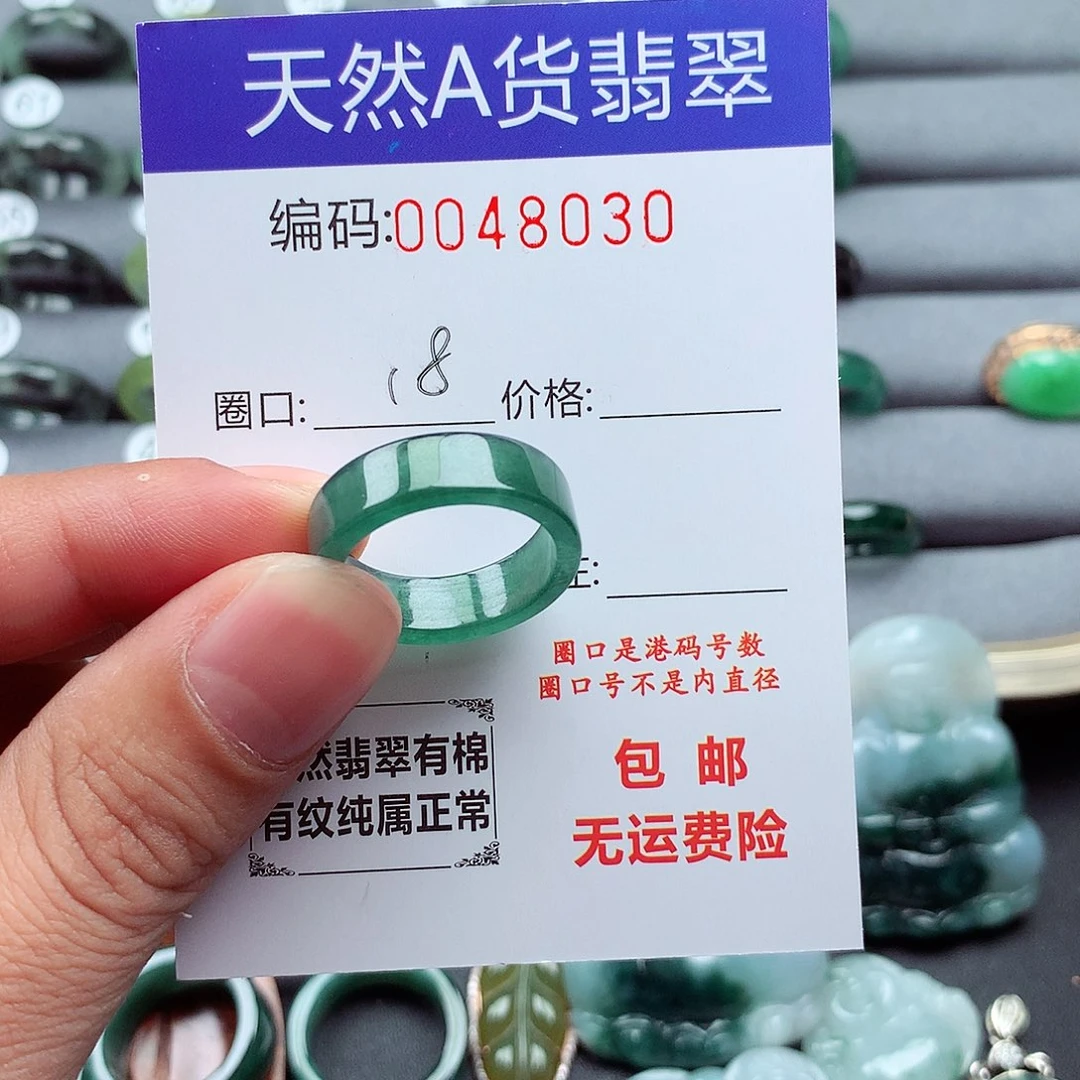 天然A货翡翠
编码:0048030
圈口: 18 价格:
圈口是港码号数
圈口号不是内直径
然翡翠有棉
有纹纯属正常
包 邮
无运费险